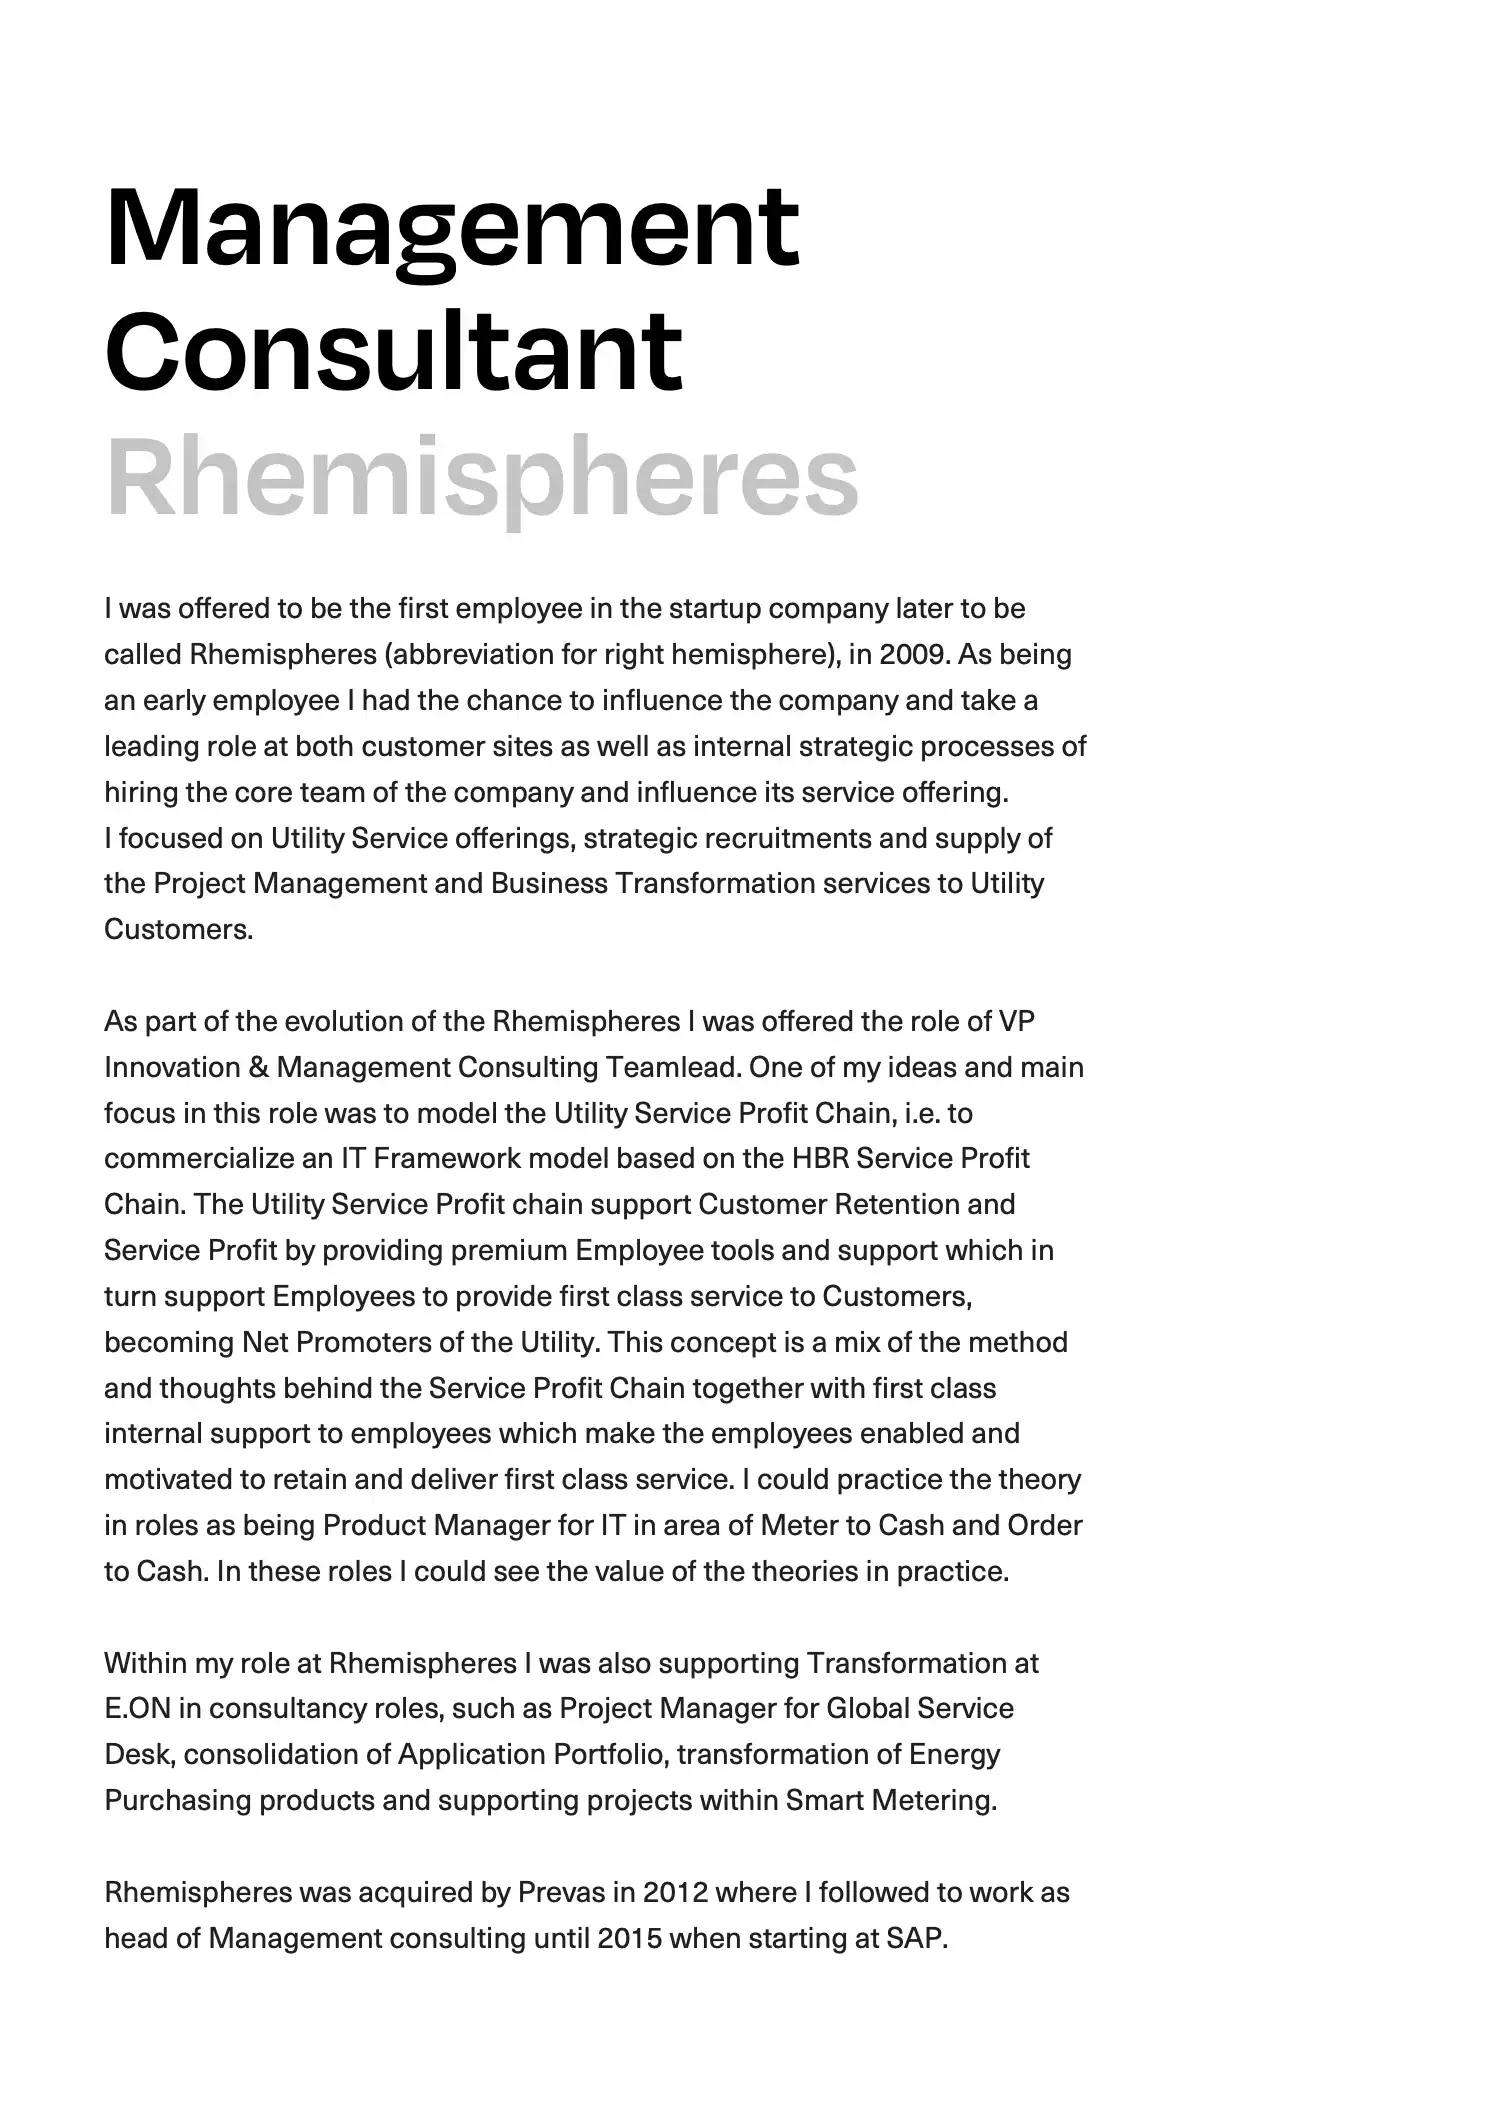 Management
Consultant
Rhemispheres
I was offered to be the first employee in the startup company later to be
called Rhemispheres (abbreviation for right hemisphere), in 2009. As being
an early employee I had the chance to influence the company and take a
leading role at both customer sites as well as internal strategic processes of
hiring the core team of the company and influence its service offering.
I focused on Utility Service offerings, strategic recruitments and supply of
the Project Management and Business Transformation services to Utility
Customers.
As part of the evolution of the Rhemispheres I was offered the role of VP
Innovation & Management Consulting Teamlead. One of my ideas and main
focus in this role was to model the Utility Service Profit Chain, i.e. to
commercialize an IT Framework model based on the HBR Service Profit
Chain. The Utility Service Profit chain support Customer Retention and
Service Profit by providing premium Employee tools and support which in
turn support Employees to provide first class service to Customers,
becoming Net Promoters of the Utility. This concept is a mix of the method
and thoughts behind the Service Profit Chain together with first class
internal support to employees which make the employees enabled and
motivated to retain and deliver first class service. I could practice the theory
in roles as being Product Manager for IT in area of Meter to Cash and Order
to Cash. In these roles I could see the value of the theories in practice.
Within my role at Rhemispheres I was also supporting Transformation at
E.ON in consultancy roles, such as Project Manager for Global Service
Desk, consolidation of Application Portfolio, transformation of Energy
Purchasing products and supporting projects within Smart Metering.
Rhemispheres was acquired by Prevas in 2012 where I followed to work as
head of Management consulting until 2015 when starting at SAP.